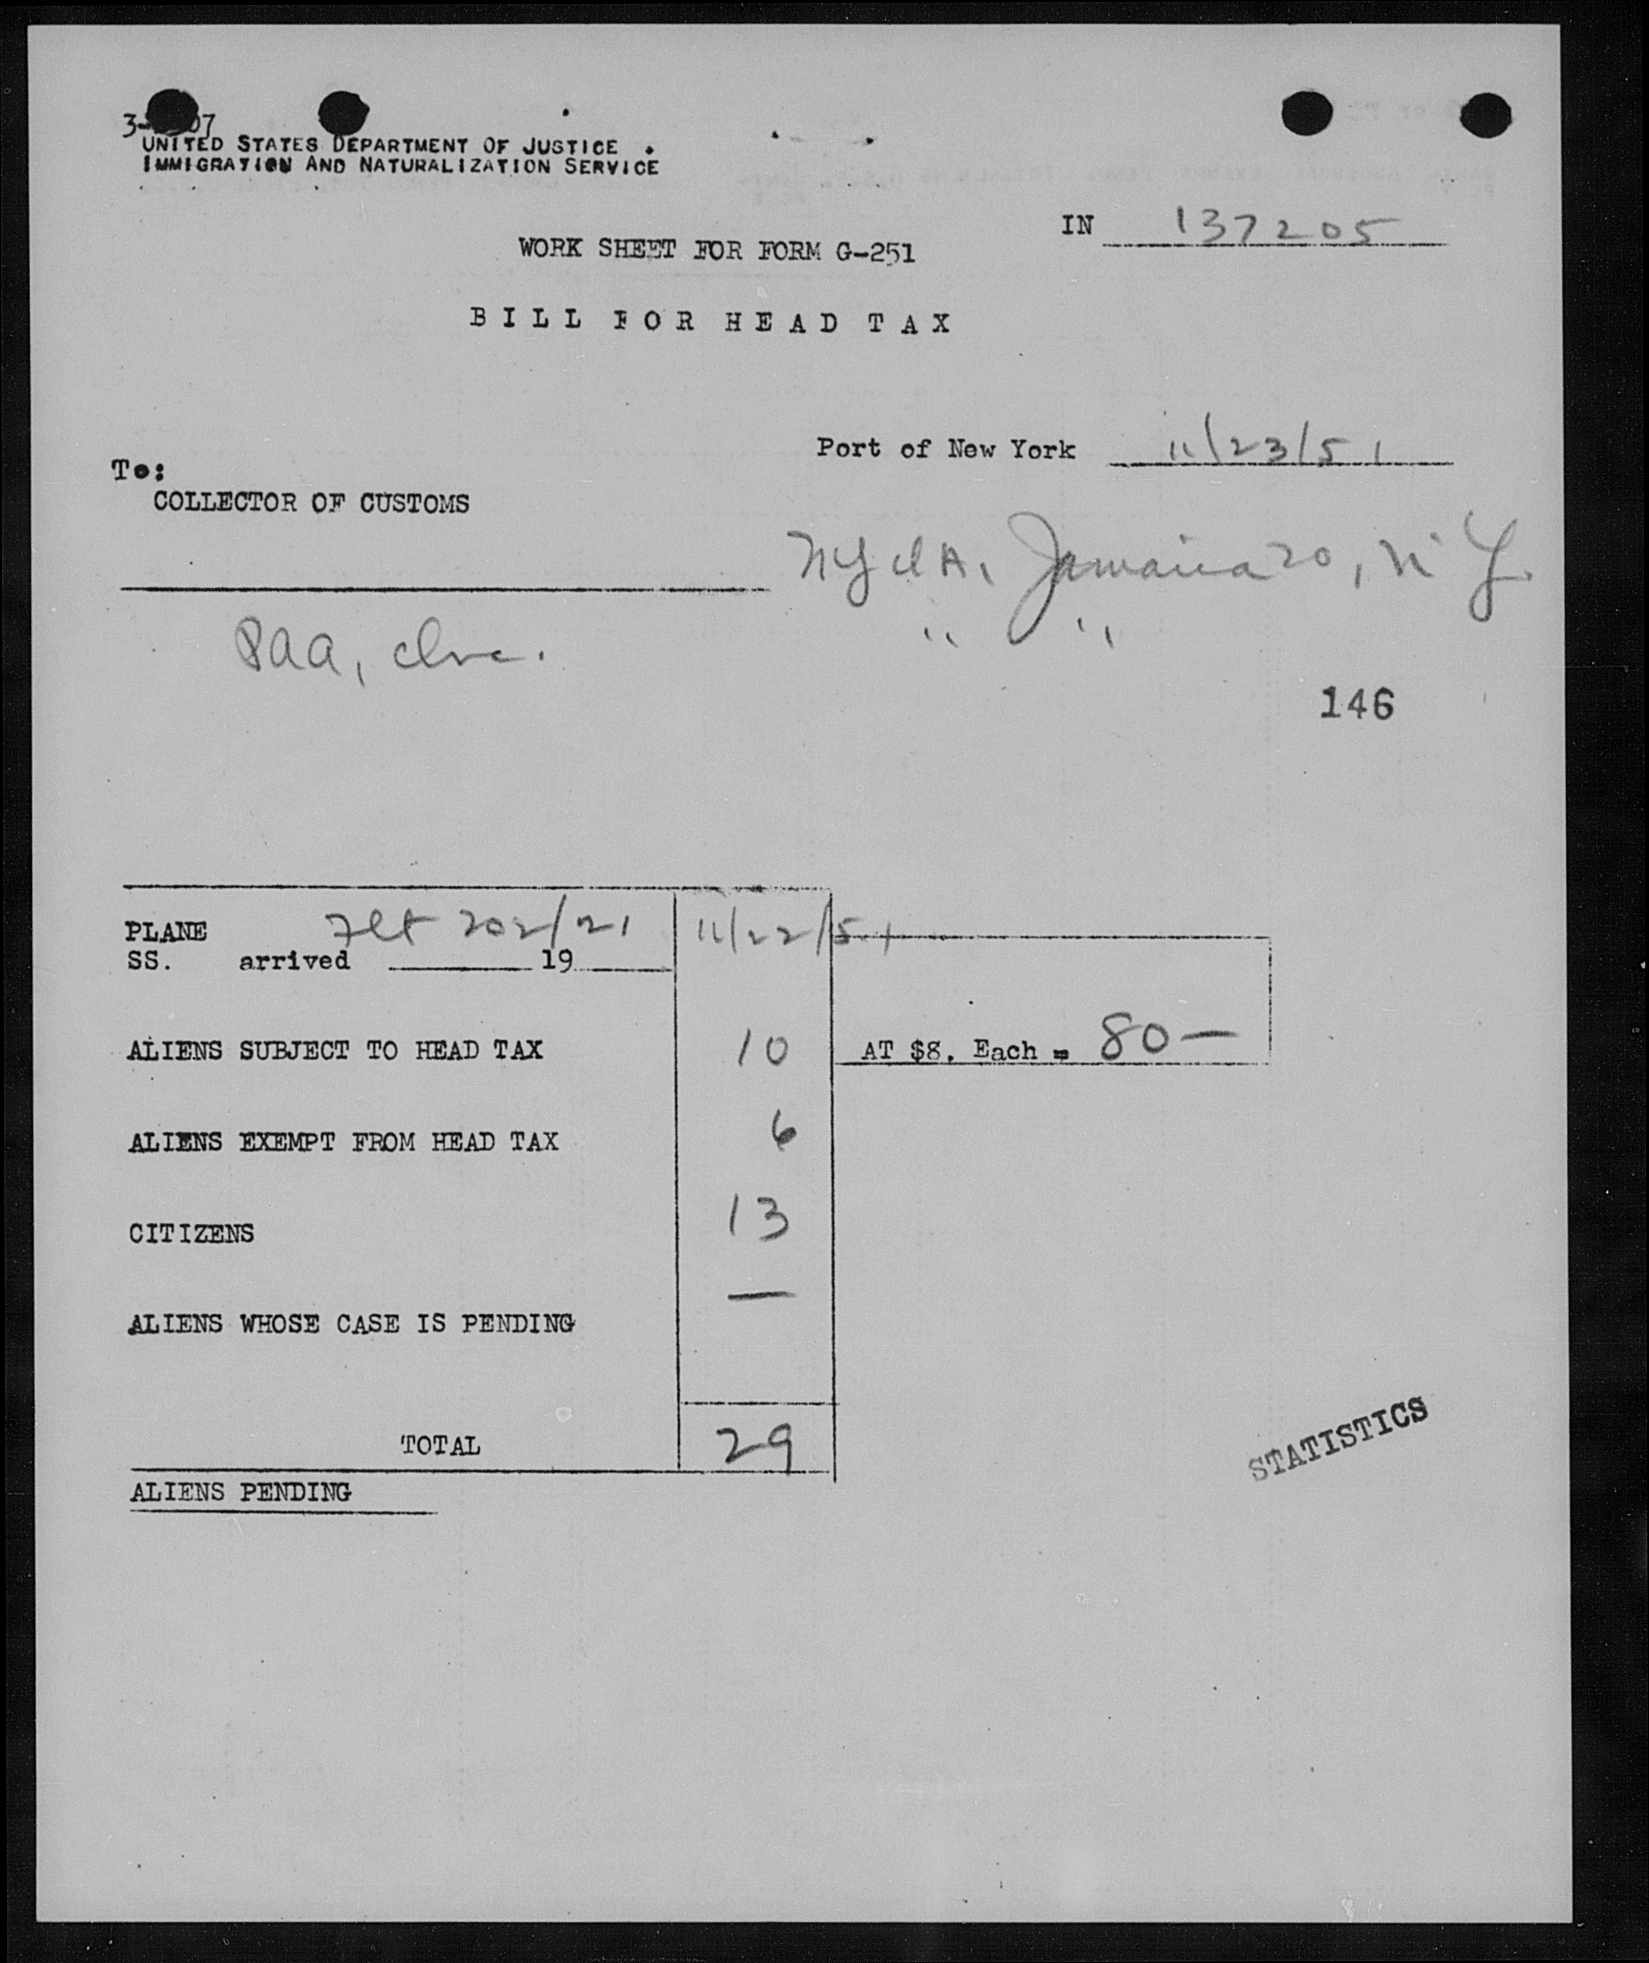 UNITED STATES DEPARTMENT OF JUSTICE
IMMIGRATION AND NATURALIZATION SERVICE
IN 137205
WORK SHEET FOR FORM G-251
BILL FOR HEAD TAX
Port of New York 11/23/51
To:
COLLECTOR OF CUSTOMS
NYIA, Jamaica 20, N Y.
PAA, Inc. " "
146
PLANE Flt 202/21 11/22/51
SS. arrived 19
ALIENS SUBJECT TO HEAD TAX 10 AT $8. Each = 80 —
ALIENS EXEMPT FROM HEAD TAX 6
CITIZENS 13
ALIENS WHOSE CASE IS PENDING —
TOTAL 29
STATISTICS
ALIENS PENDING